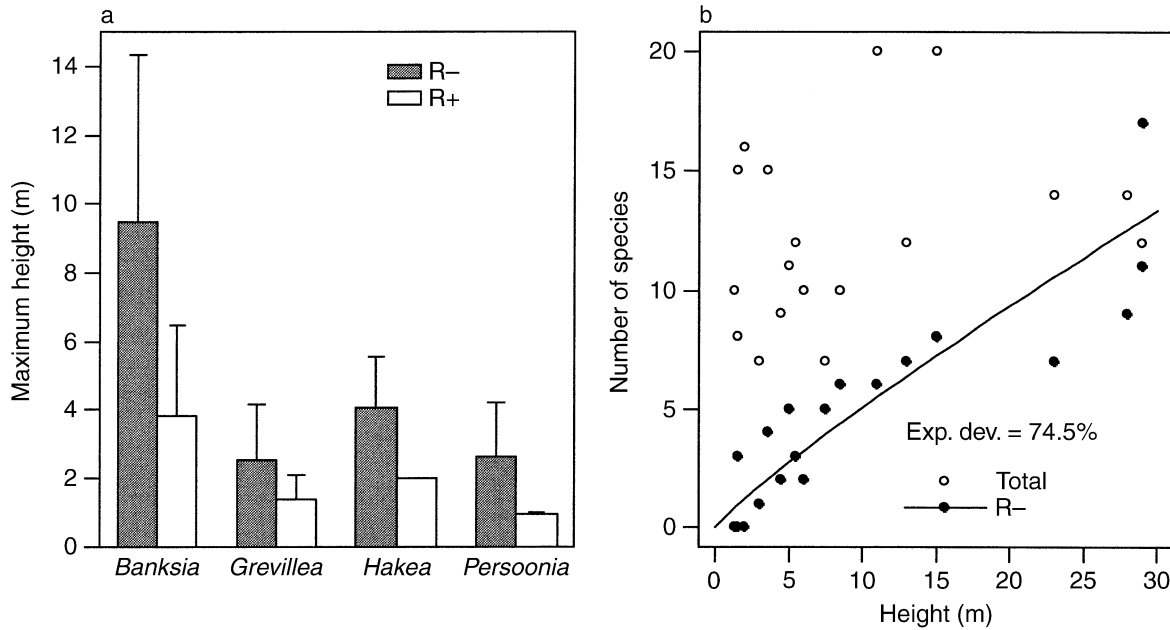 a
Maximum height (m)
14
12
10
8
6
4
2
0
R–
R+
Banksia Grevillea Hakea Persoonia
b
Number of species
20
15
10
5
0
Exp. dev. = 74.5%
Total
R–
0 5 10 15 20 25 30
Height (m)